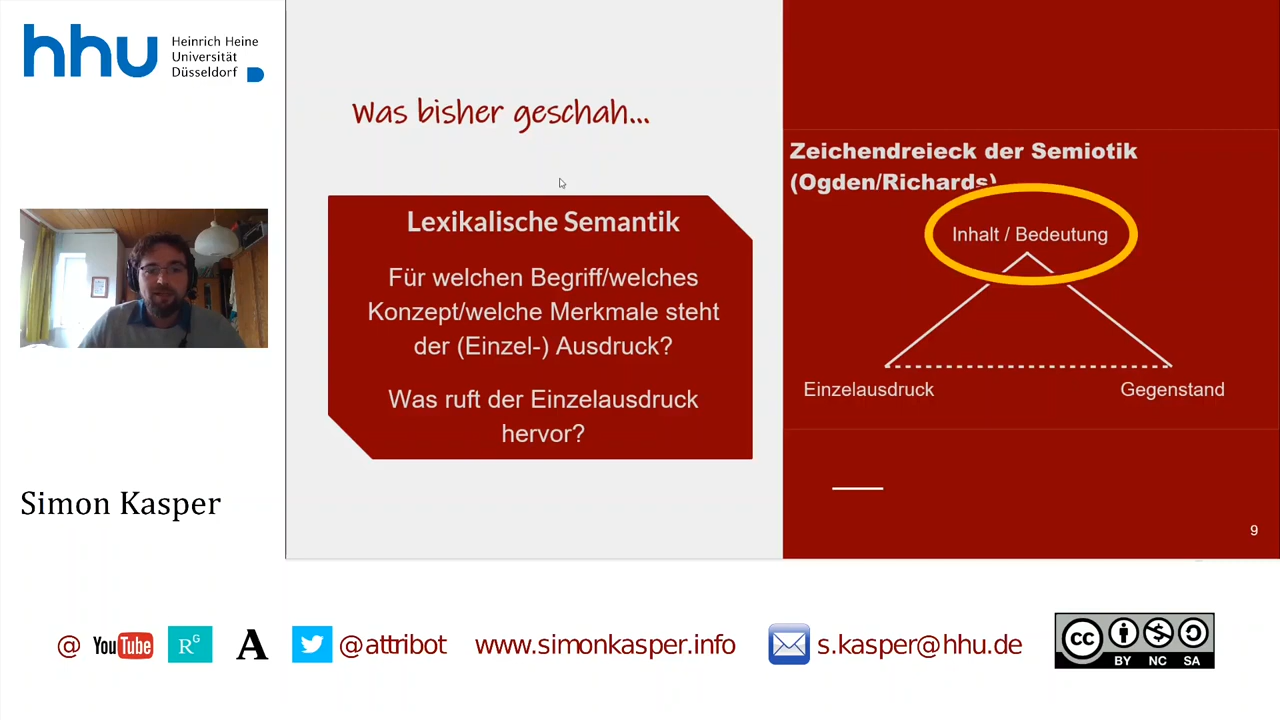 hhu
Heinrich Heine
Universität
Düsseldorf
Was bisher geschah...
Lexikalische Semantik
Für welchen Begriff/welches
Konzept/welche Merkmale steht
der (Einzel-) Ausdruck?
Was ruft der Einzelausdruck
hervor?
Zeichendreieck der Semiotik
(Ogden/Richards)
Inhalt / Bedeutung
Einzelausdruck
Gegenstand
9
Simon Kasper
@ YouTube RG A @attribot www.simonkasper.info s.kasper@hhu.de
cc BY NC SA